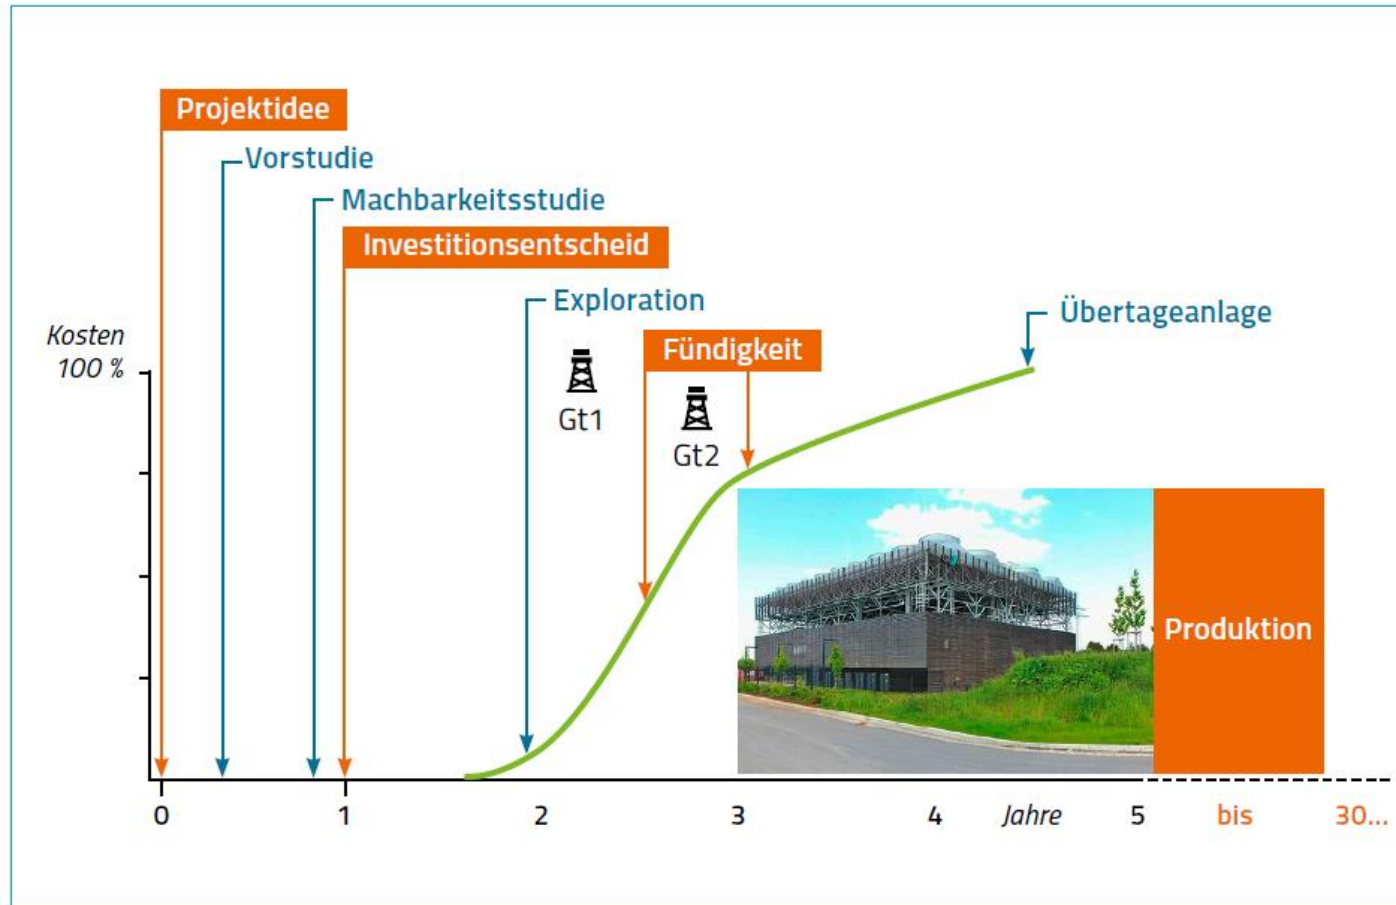 Projektidee
Vorstudie
Machbarkeitsstudie
Investitionsentscheid
Exploration
Übertageanlage
Kosten
100 %
Fündigkeit
Gt1
Gt2
Produktion
0 1 2 3 4 Jahre 5 bis 30...